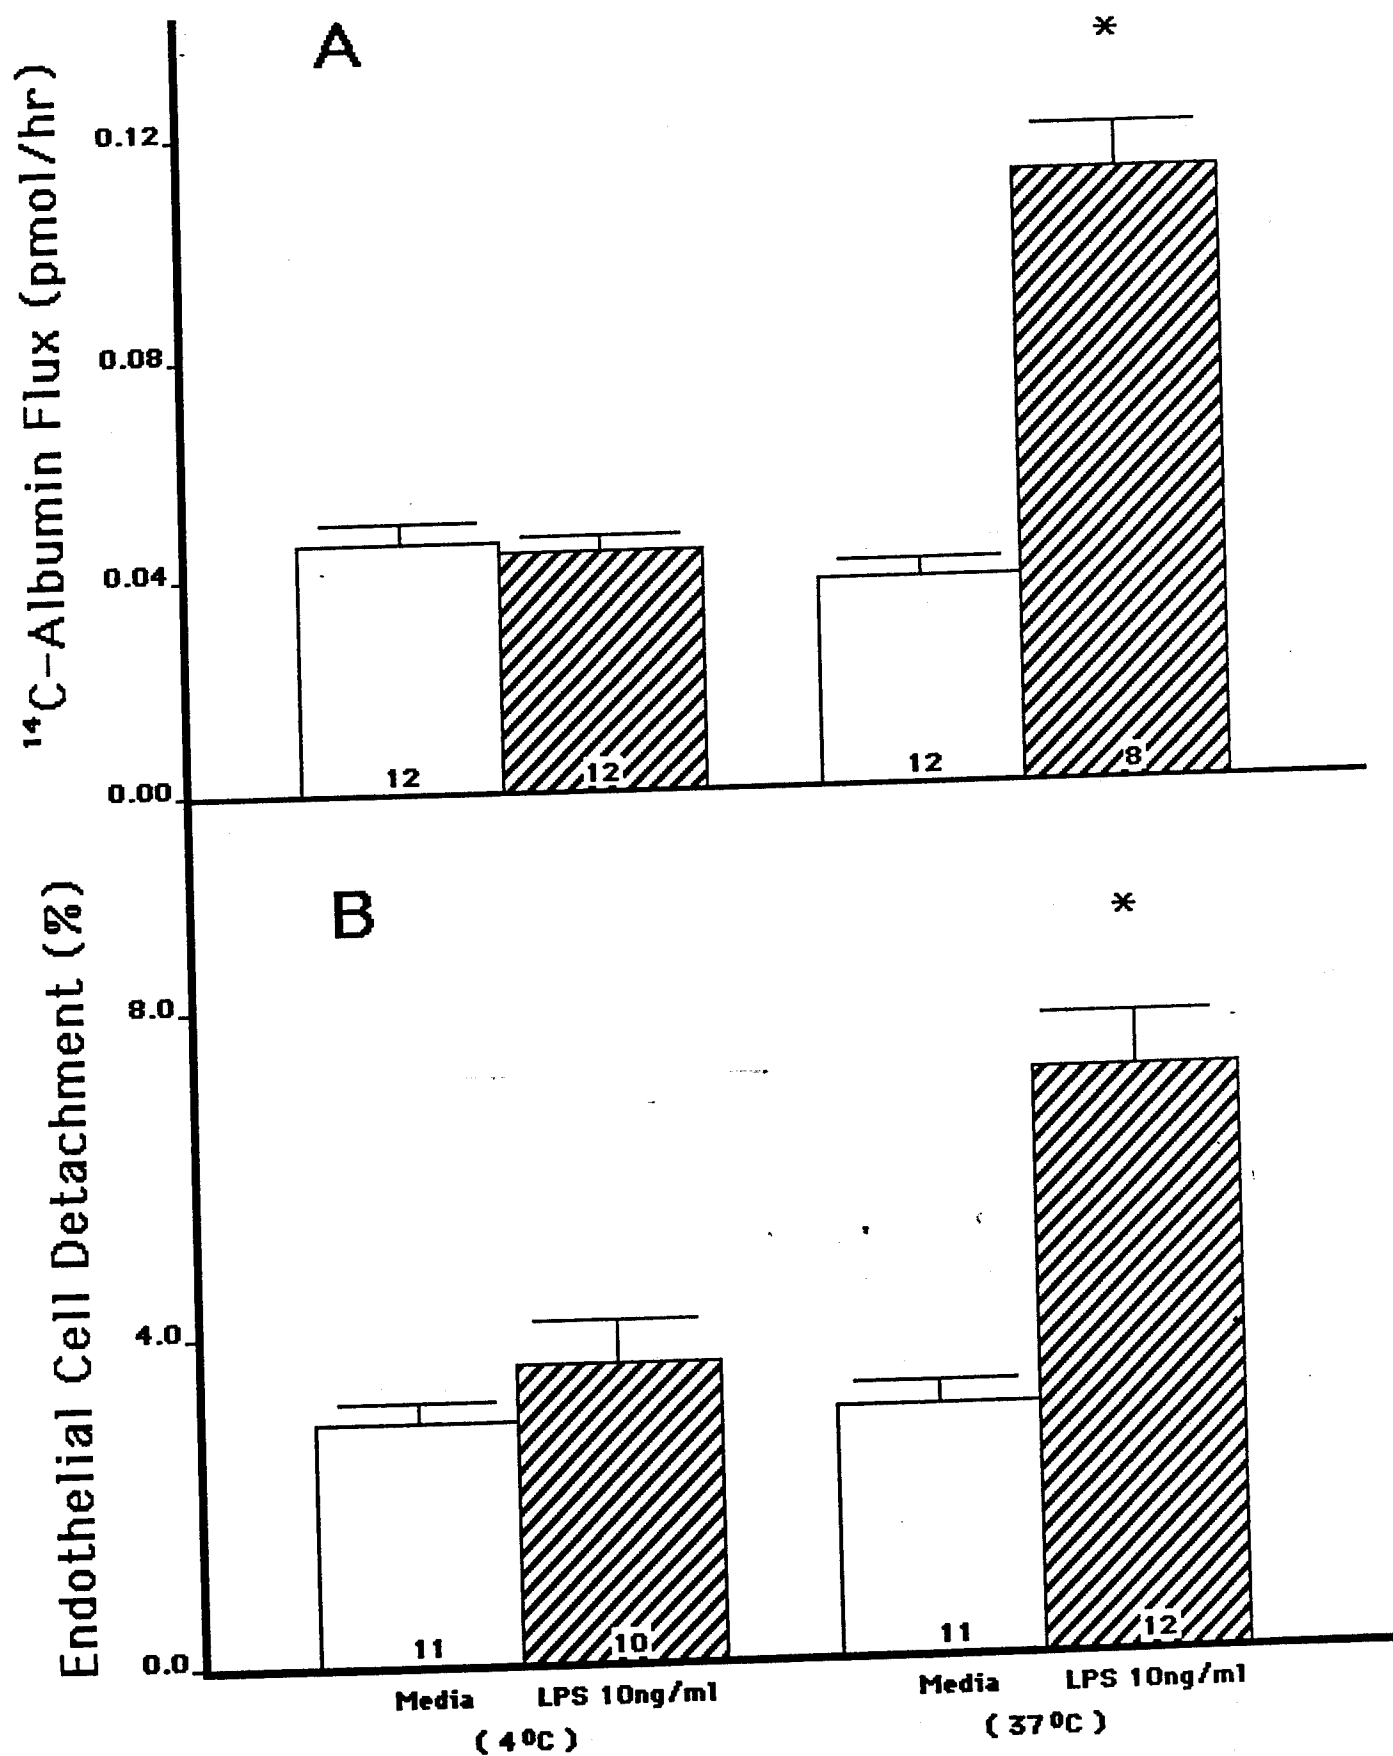 A
*
¹⁴C-Albumin Flux (pmol/hr)
0.12
0.08
0.04
0.00
12
12
12
8
B
*
Endothelial Cell Detachment (%)
8.0
4.0
0.0
11
10
11
12
Media LPS 10ng/ml Media LPS 10ng/ml
(4⁰C) (37⁰C)